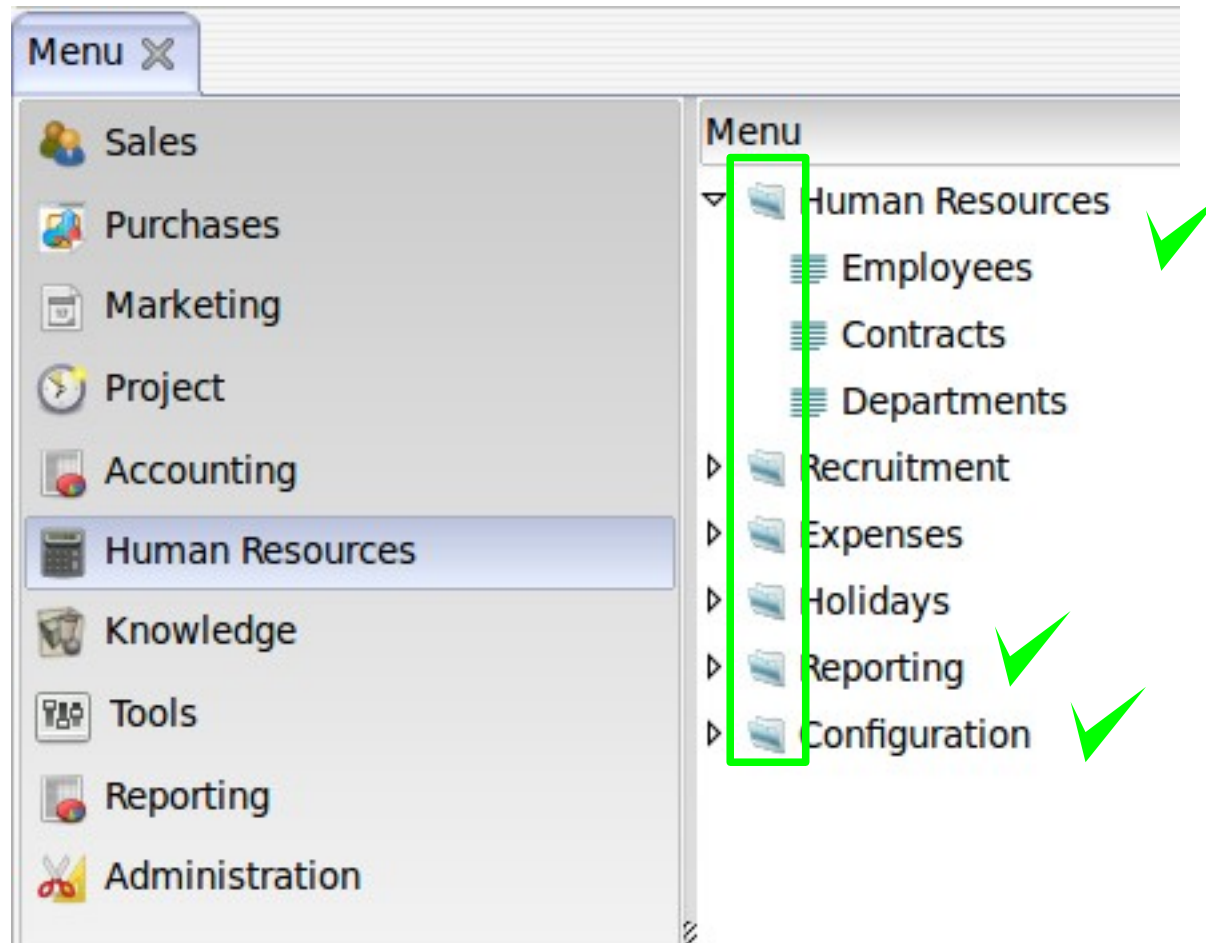 Menu
Sales
Purchases
Marketing
Project
Accounting
Human Resources
Knowledge
Tools
Reporting
Administration
Menu
Human Resources
Employees
Contracts
Departments
Recruitment
Expenses
Holidays
Reporting
Configuration